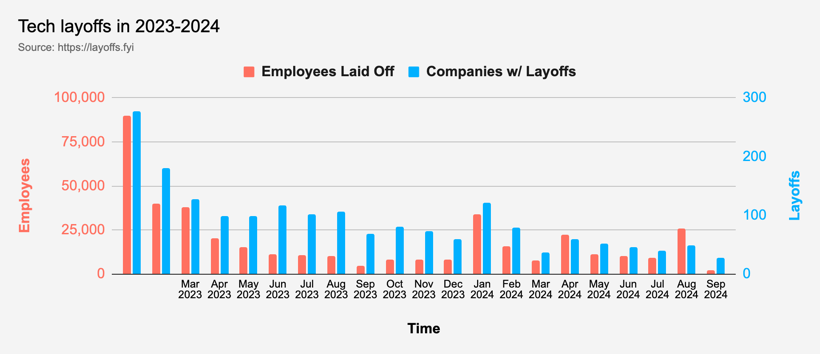 Tech layoffs in 2023-2024
Source: https://layoffs.fyi
Employees Laid Off
Companies w/ Layoffs
100,000
75,000
50,000
25,000
0
Employees
300
200
100
0
Layoffs
Mar 2023
Apr 2023
May 2023
Jun 2023
Jul 2023
Aug 2023
Sep 2023
Oct 2023
Nov 2023
Dec 2023
Jan 2024
Feb 2024
Mar 2024
Apr 2024
May 2024
Jun 2024
Jul 2024
Aug 2024
Sep 2024
Time